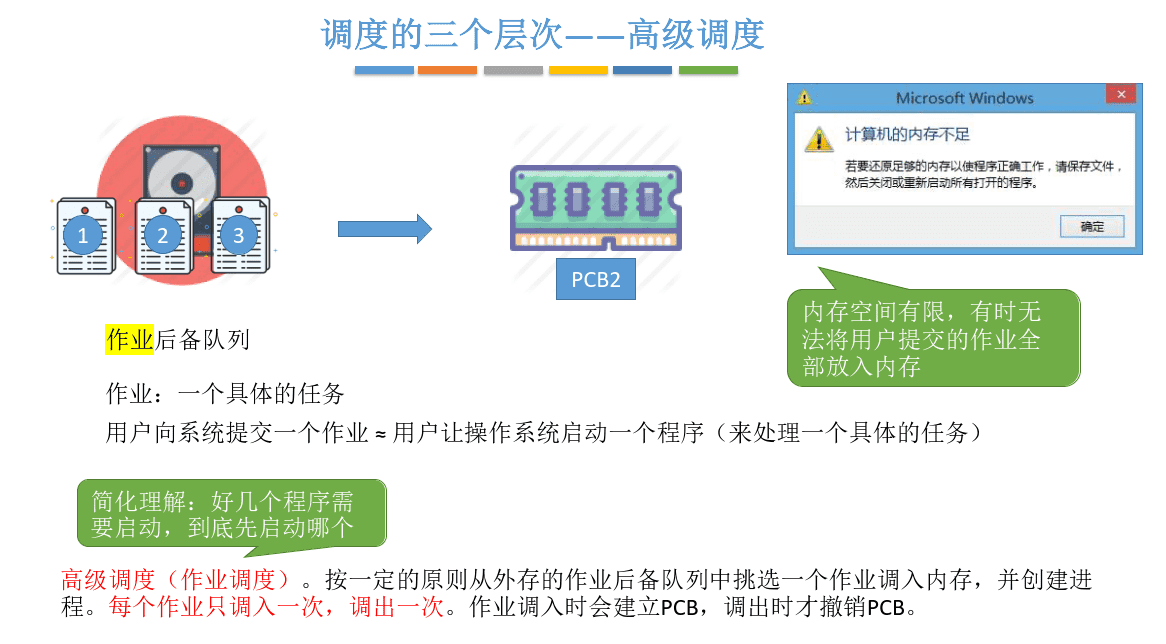 调度的三个层次——高级调度
Microsoft Windows
计算机的内存不足
若要还原足够的内存以使程序正确工作，请保存文件，
然后关闭或重新启动所有打开的程序。
确定
1
2
3
PCB2
内存空间有限，有时无
法将用户提交的作业全
部放入内存
作业后备队列
作业：一个具体的任务
用户向系统提交一个作业 ≈ 用户让操作系统启动一个程序（来处理一个具体的任务）
简化理解：好几个程序需
要启动，到底先启动哪个
高级调度（作业调度）。按一定的原则从外存的作业后备队列中挑选一个作业调入内存，并创建进
程。每个作业只调入一次，调出一次。作业调入时会建立PCB，调出时才撤销PCB。